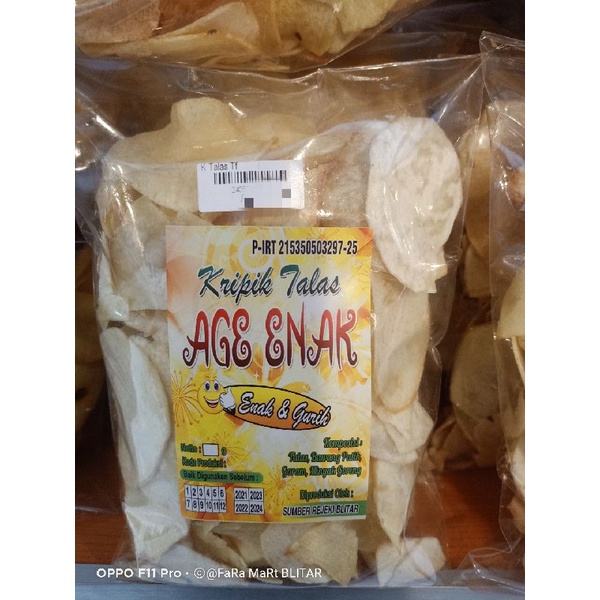 K Talas Tf
P-IRT 215350503297-25
Kripik Talas
AGE ENAK
Enak & Gurih
Netto : g
Kode Produksi :
Baik Digunakan Sebelum :
1 2 3 4 5 6 2021 2023
7 8 9 10 11 12 2022 2024
Komposisi :
Talas, Bawang Putih,
Garam, Minyak Goreng
Diproduksi Oleh :
SUMBER REJEKI BLITAR
OPPO F11 Pro • © @FaRa MaRt BLITAR